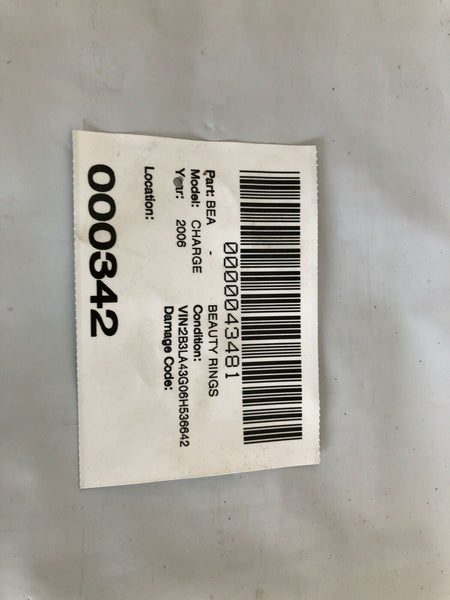 0000043481
Part: BEA - BEAUTY RINGS
Model: CHARGE Condition:
Year: 2006 VIN2B3LA43G06H536642
Damage Code:
Location:
000342